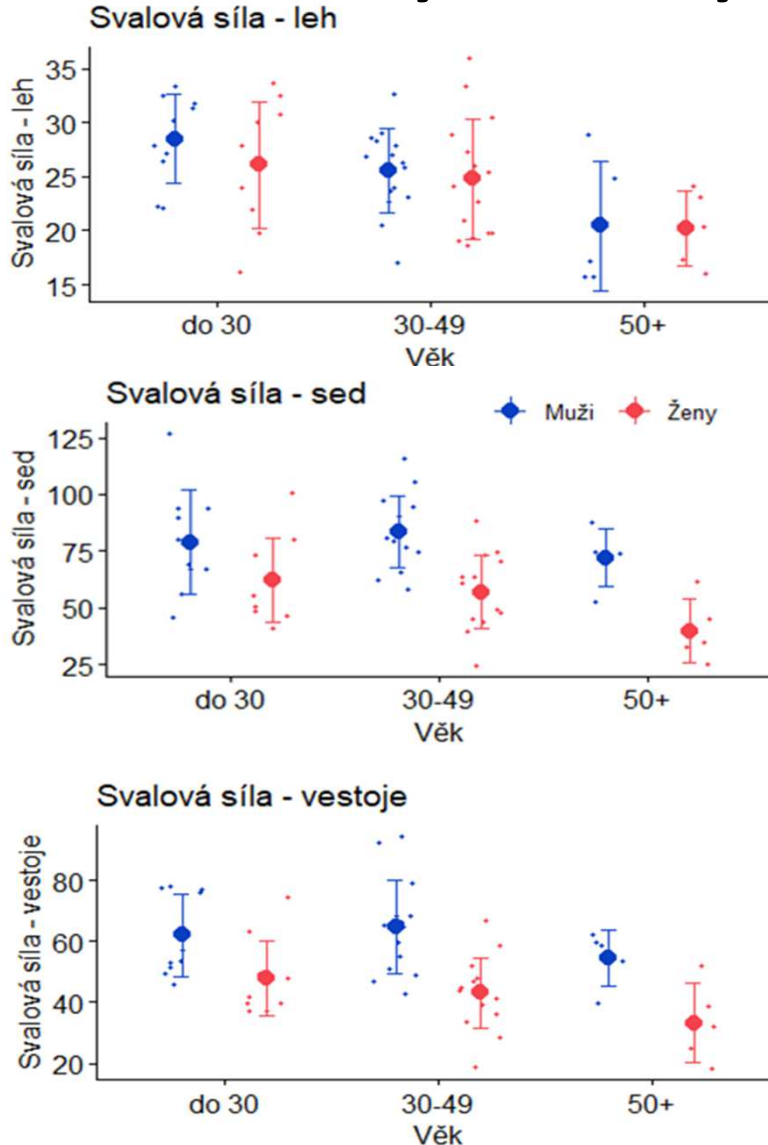 Svalová síla - leh
Svalová síla - leh
35
30
25
20
15
do 30 30-49 50+
Věk
Svalová síla - sed
Muži Ženy
Svalová síla - sed
125
100
75
50
25
do 30 30-49 50+
Věk
Svalová síla - vestoje
Svalová síla - vestoje
80
60
40
20
do 30 30-49 50+
Věk